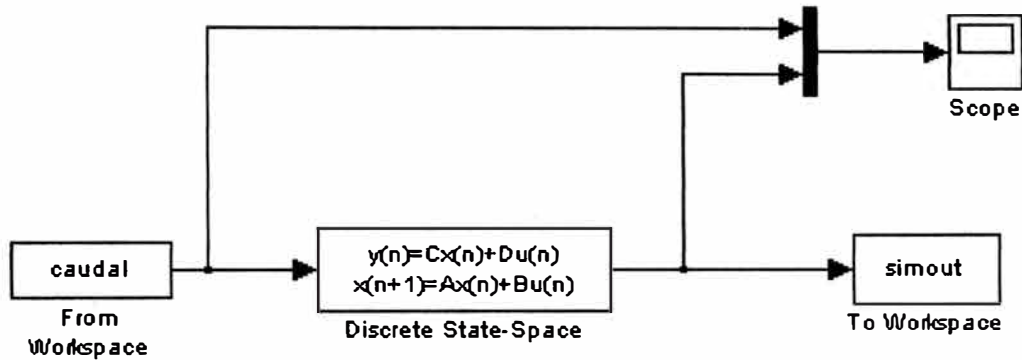 Scope
caudal
From
Workspace
y(n)=Cx(n)+Du(n)
x(n+1)=Ax(n)+Bu(n)
Discrete State-Space
simout
To Workspace